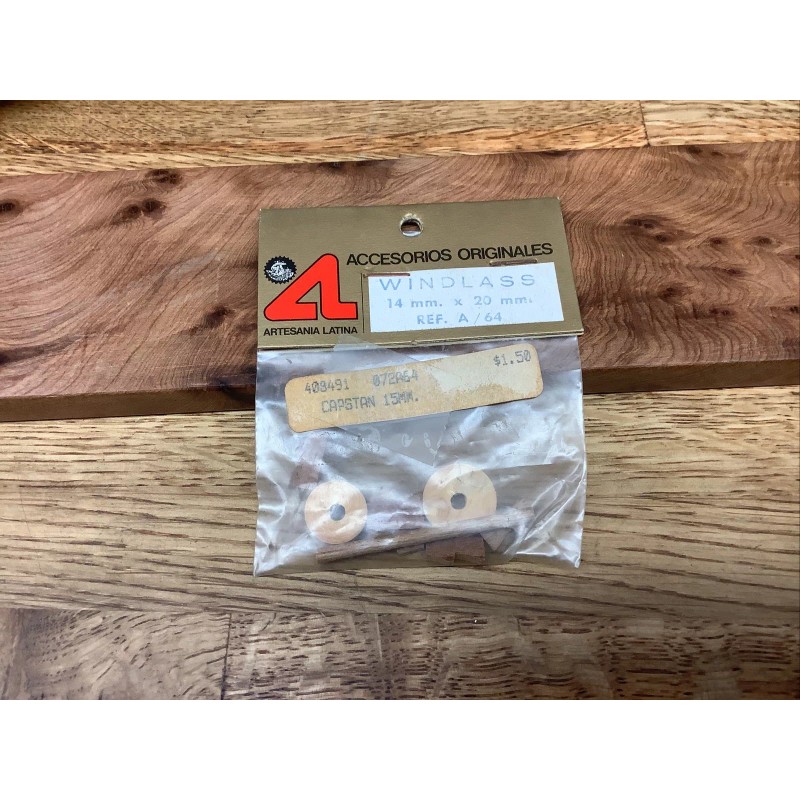 ACCESORIOS ORIGINALES
ARTESANIA LATINA
WINDLASS
14 mm. x 20 mm.
REF. A/64
408491 072A64 $1.50
CAPSTAN 15MM.